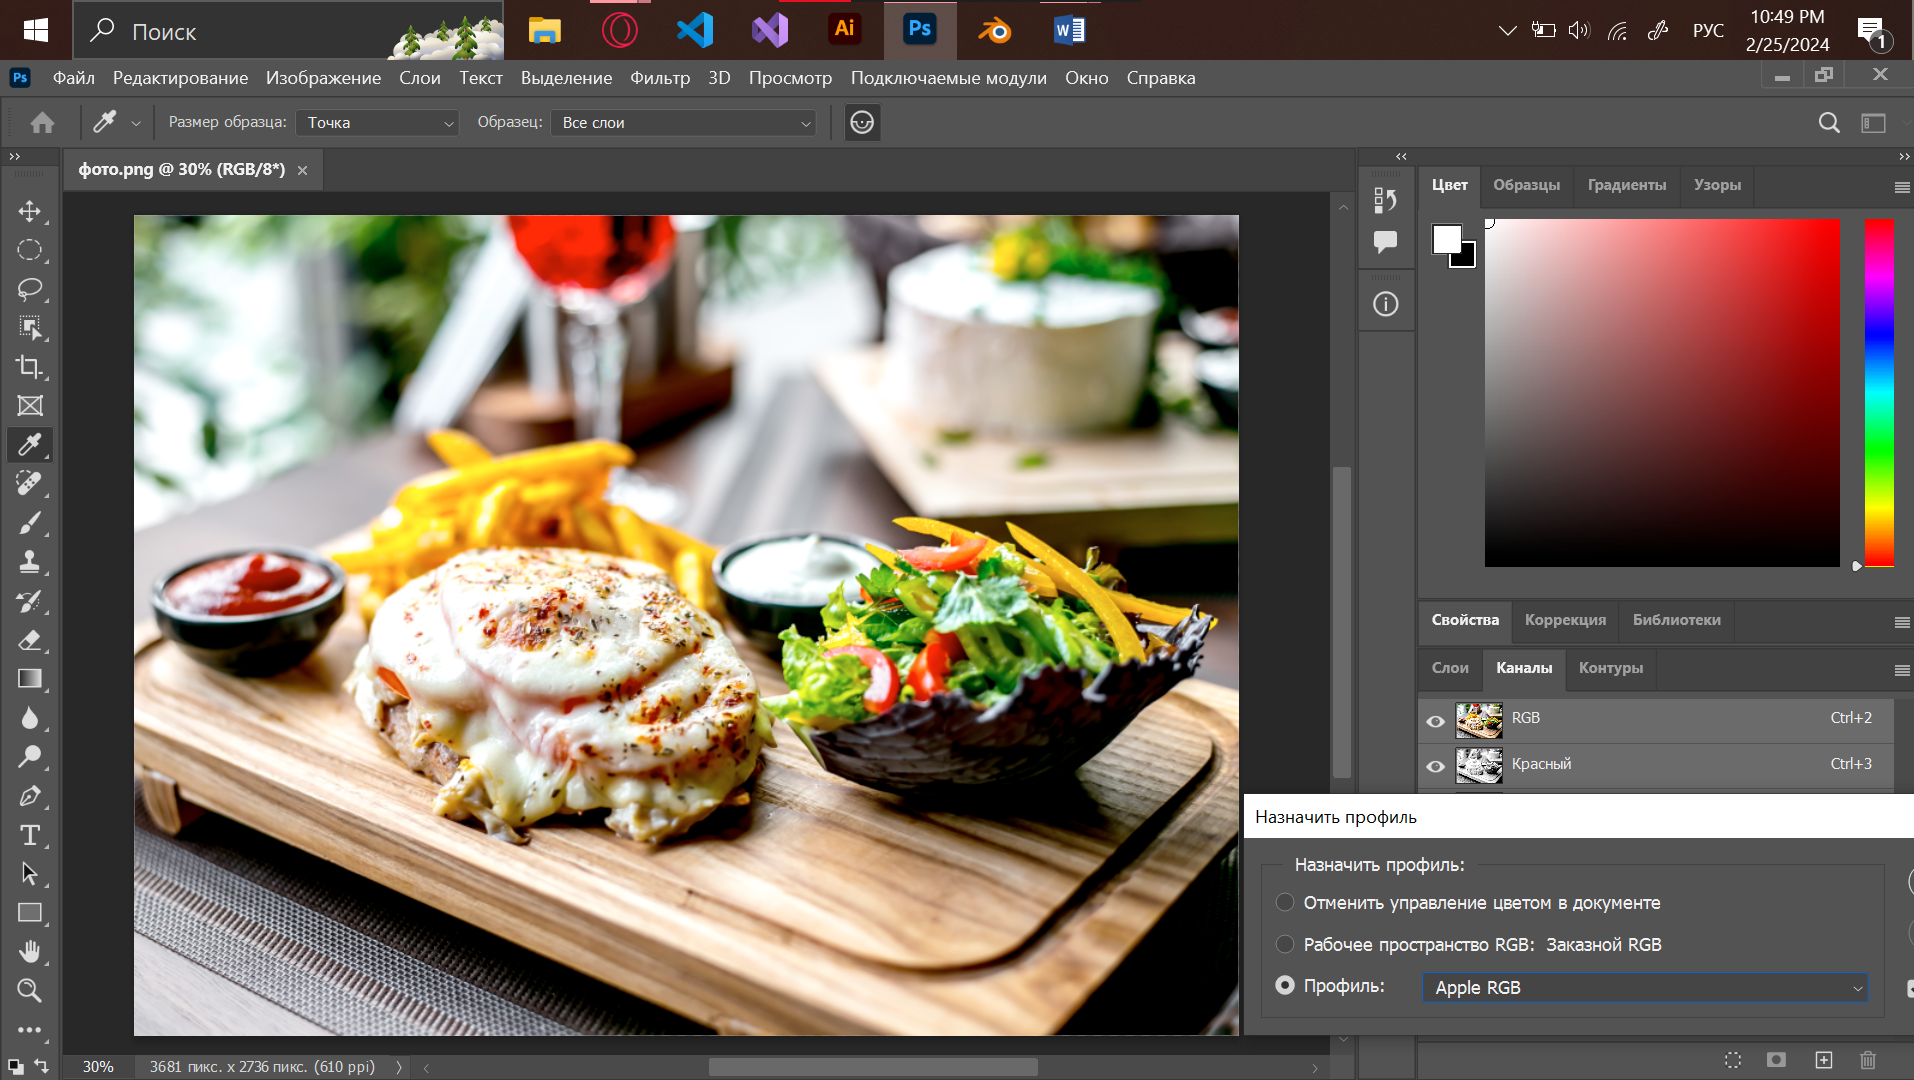 Поиск
Ai
Ps
W
РУС
10:49 PM
2/25/2024
1
Ps
Файл Редактирование Изображение Слои Текст Выделение Фильтр 3D Просмотр Подключаемые модули Окно Справка
Размер образца: Точка Образец: Все слои
фото.png @ 30% (RGB/8*)
Цвет Образцы Градиенты Узоры
Свойства Коррекция Библиотеки
Слои Каналы Контуры
RGB Ctrl+2
Красный Ctrl+3
Назначить профиль
Назначить профиль:
Отменить управление цветом в документе
Рабочее пространство RGB: Заказной RGB
Профиль: Apple RGB
30% 3681 пикс. x 2736 пикс. (610 ppi)